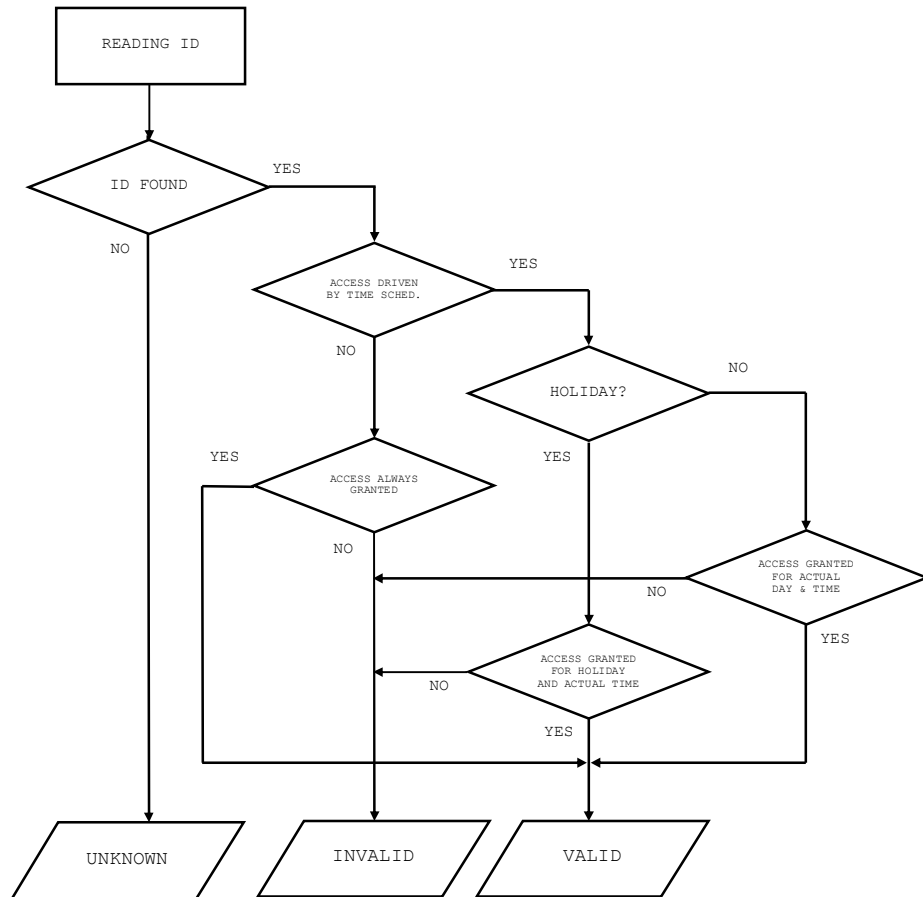 READING ID
YES
ID FOUND
NO
YES
ACCESS DRIVEN
BY TIME SCHED.
NO
NO
HOLIDAY?
YES
YES
ACCESS ALWAYS
GRANTED
NO
ACCESS GRANTED
FOR ACTUAL
DAY & TIME
NO
YES
ACCESS GRANTED
FOR HOLIDAY
AND ACTUAL TIME
NO
YES
UNKNOWN
INVALID
VALID